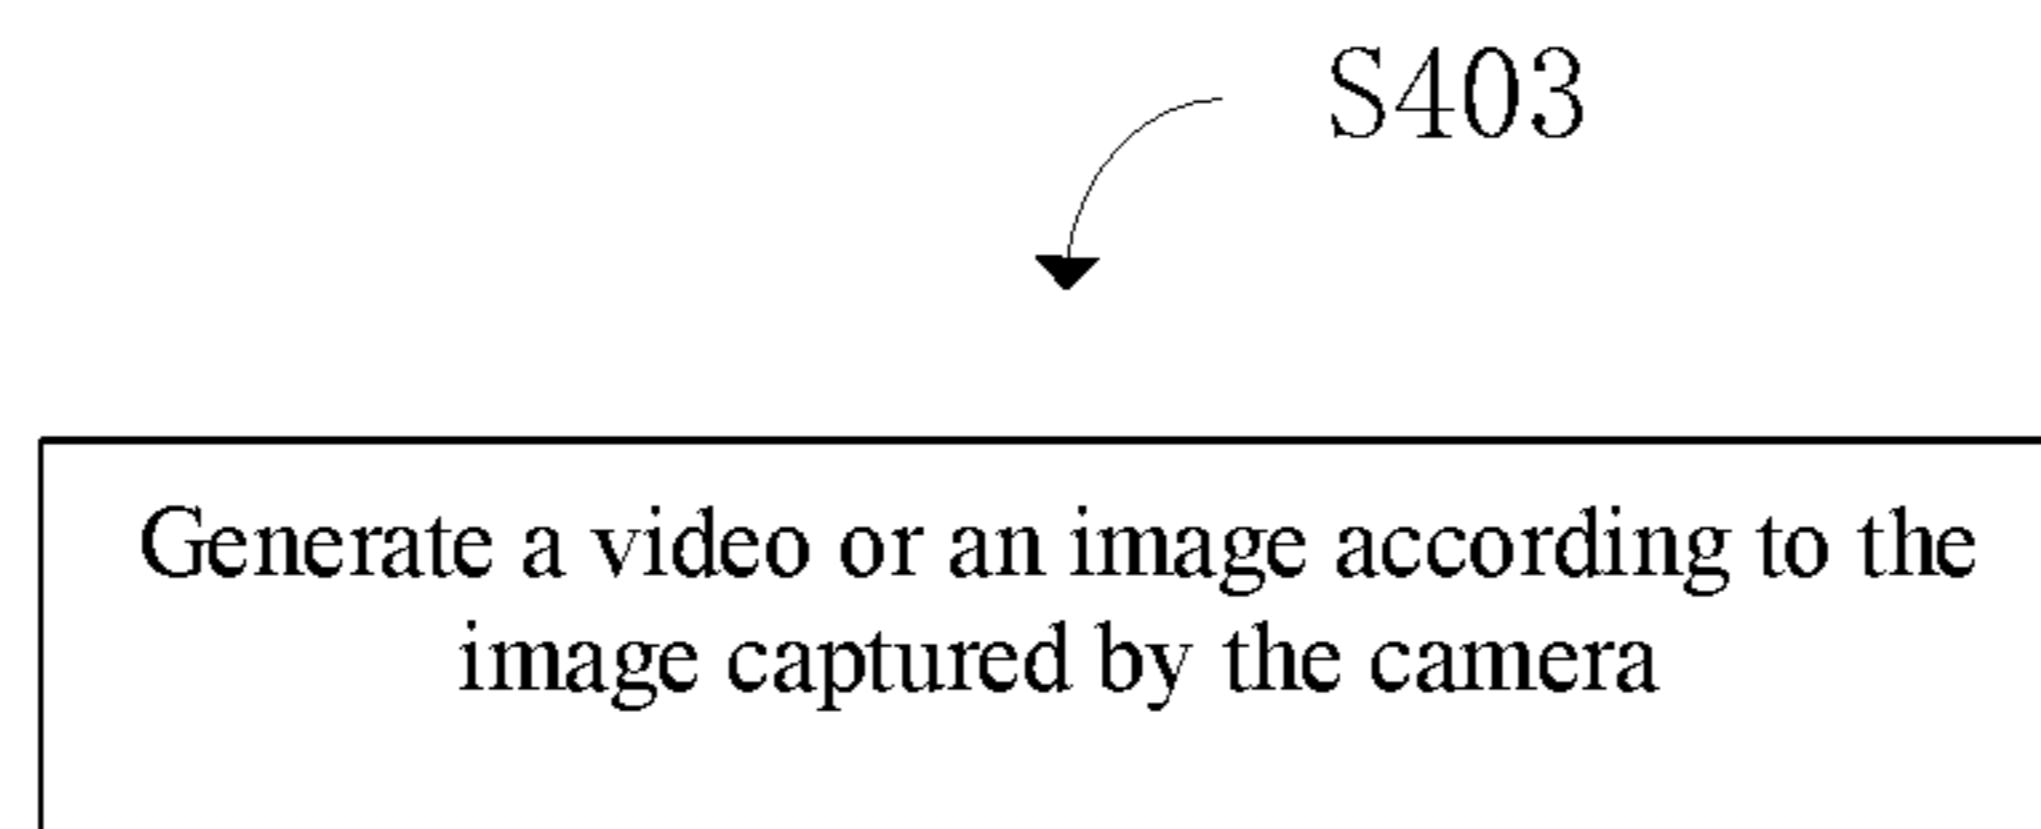 S403
Generate a video or an image according to the
image captured by the camera